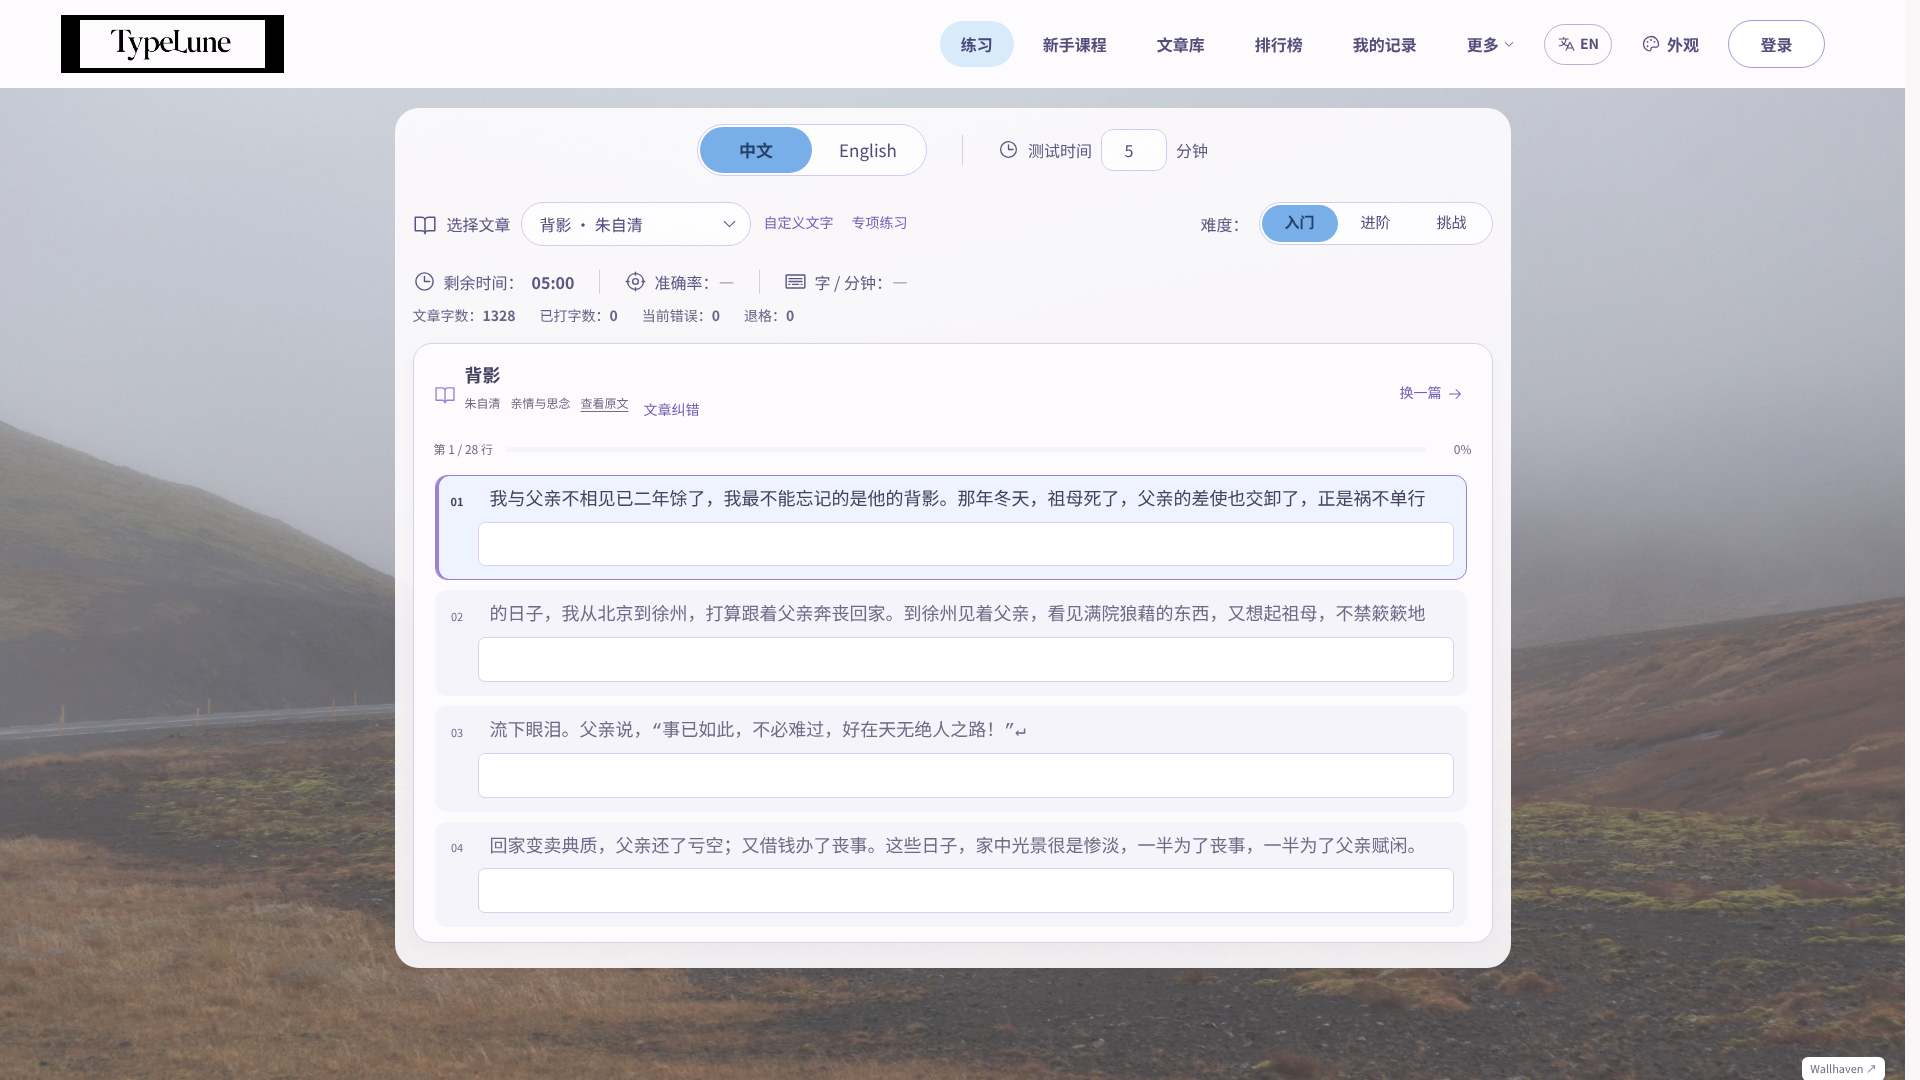 TypeLune
练习 新手课程 文章库 排行榜 我的记录 更多 EN 外观 登录
中文 English 测试时间 5 分钟
选择文章 背影 · 朱自清 自定义文字 专项练习 难度： 入门 进阶 挑战
剩余时间： 05:00 准确率：— 字 / 分钟：—
文章字数：1328 已打字数：0 当前错误：0 退格：0
背影
朱自清 亲情与思念 查看原文 文章纠错 换一篇 →
第 1 / 28 行 0%
01 我与父亲不相见已二年馀了，我最不能忘记的是他的背影。那年冬天，祖母死了，父亲的差使也交卸了，正是祸不单行
02 的日子，我从北京到徐州，打算跟着父亲奔丧回家。到徐州见着父亲，看见满院狼藉的东西，又想起祖母，不禁簌簌地
03 流下眼泪。父亲说，“事已如此，不必难过，好在天无绝人之路！”↵
04 回家变卖典质，父亲还了亏空；又借钱办了丧事。这些日子，家中光景很是惨淡，一半为了丧事，一半为了父亲赋闲。
Wallhaven ↗